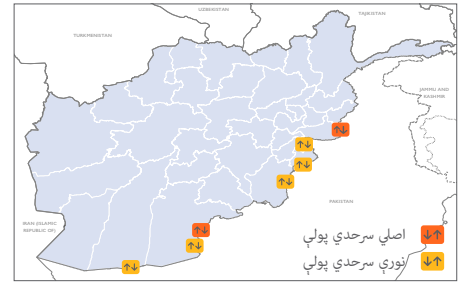 UZBEKISTAN
TAJIKISTAN
TURKMENISTAN
JAMMU AND
KASHMIR
PAKISTAN
IRAN (ISLAMIC
REPUBLIC OF)
اصلي سرحدي پولې
نورې سرحدي پولې